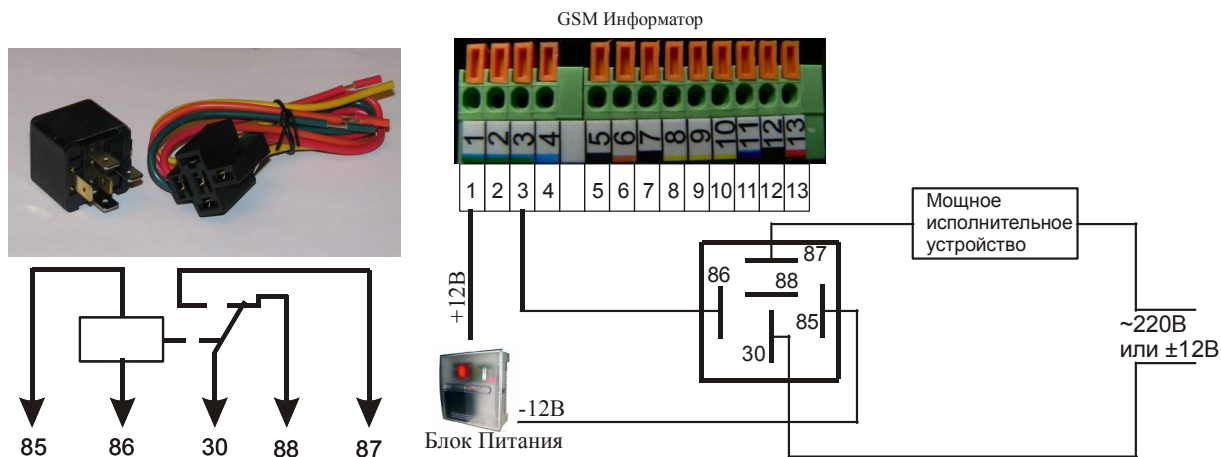 GSM Информатор
1 2 3 4 5 6 7 8 9 10 11 12 13
1 2 3 4 5 6 7 8 9 10 11 12 13
Мощное
исполнительное
устройство
87
86
88
85
30
+12В
~220В
или ±12В
-12В
Блок Питания
85 86 30 88 87